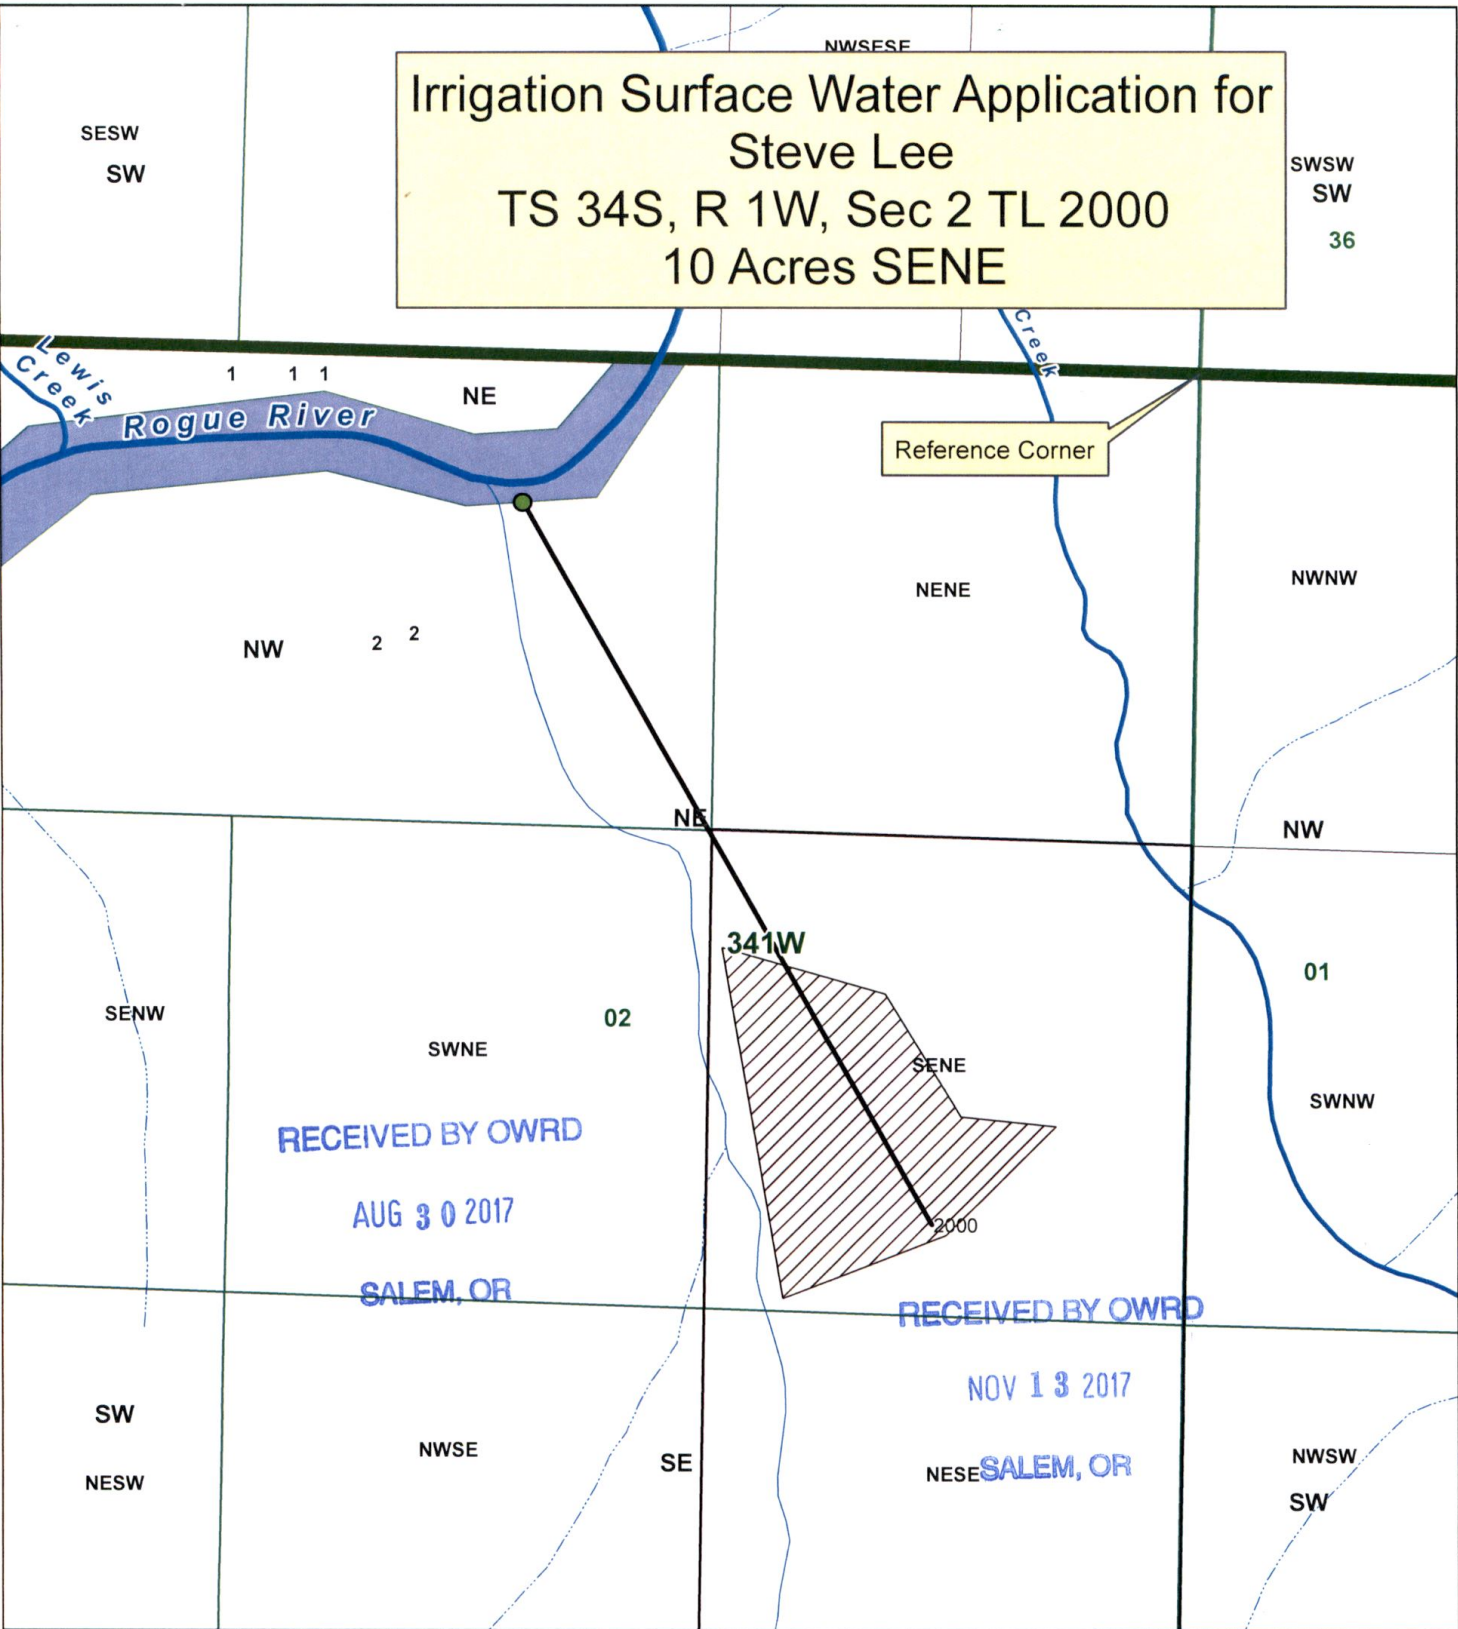 NWSESE
Irrigation Surface Water Application for
Steve Lee
TS 34S, R 1W, Sec 2 TL 2000
10 Acres SENE
SESW
SW
SWSW
SW
36
Lewis
Creek
Creek
1 1 1
NE
Rogue River
Reference Corner
NENE
NWNW
NW
2 2
NE
NW
341W
01
SENW
02
SWNE
SENE
SWNW
RECEIVED BY OWRD
AUG 30 2017
SALEM, OR
2000
RECEIVED BY OWRD
NOV 13 2017
SALEM, OR
SW
NESW
NWSE
SE
NESE
NWSW
SW